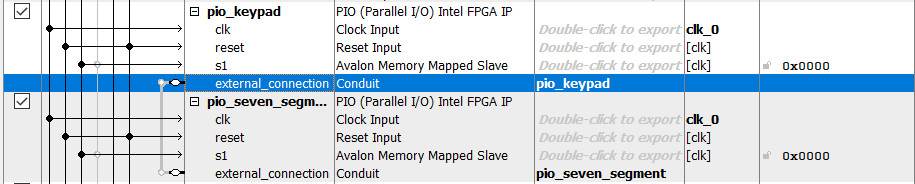 pio_keypad PIO (Parallel I/O) Intel FPGA IP
clk Clock Input Double-click to export clk_0
reset Reset Input Double-click to export [clk]
s1 Avalon Memory Mapped Slave Double-click to export [clk] 0x0000
external_connection Conduit pio_keypad
pio_seven_segm... PIO (Parallel I/O) Intel FPGA IP
clk Clock Input Double-click to export clk_0
reset Reset Input Double-click to export [clk]
s1 Avalon Memory Mapped Slave Double-click to export [clk] 0x0000
external_connection Conduit pio_seven_segment